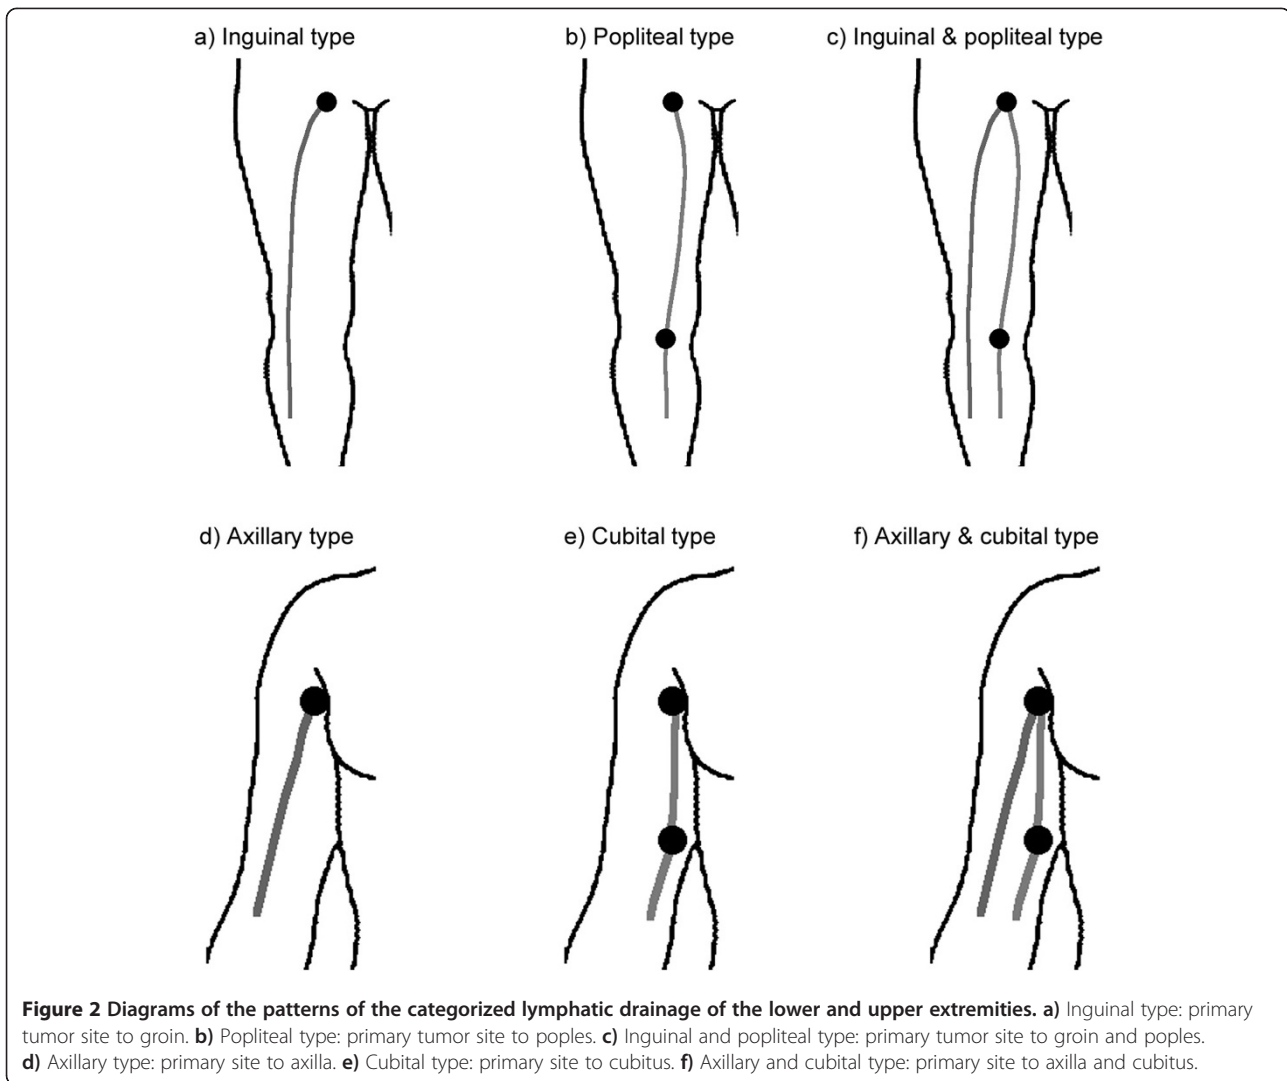 a) Inguinal type
b) Popliteal type
c) Inguinal & popliteal type
d) Axillary type
e) Cubital type
f) Axillary & cubital type
Figure 2 Diagrams of the patterns of the categorized lymphatic drainage of the lower and upper extremities. a) Inguinal type: primary
tumor site to groin. b) Popliteal type: primary tumor site to poples. c) Inguinal and popliteal type: primary tumor site to groin and poples.
d) Axillary type: primary site to axilla. e) Cubital type: primary site to cubitus. f) Axillary and cubital type: primary site to axilla and cubitus.